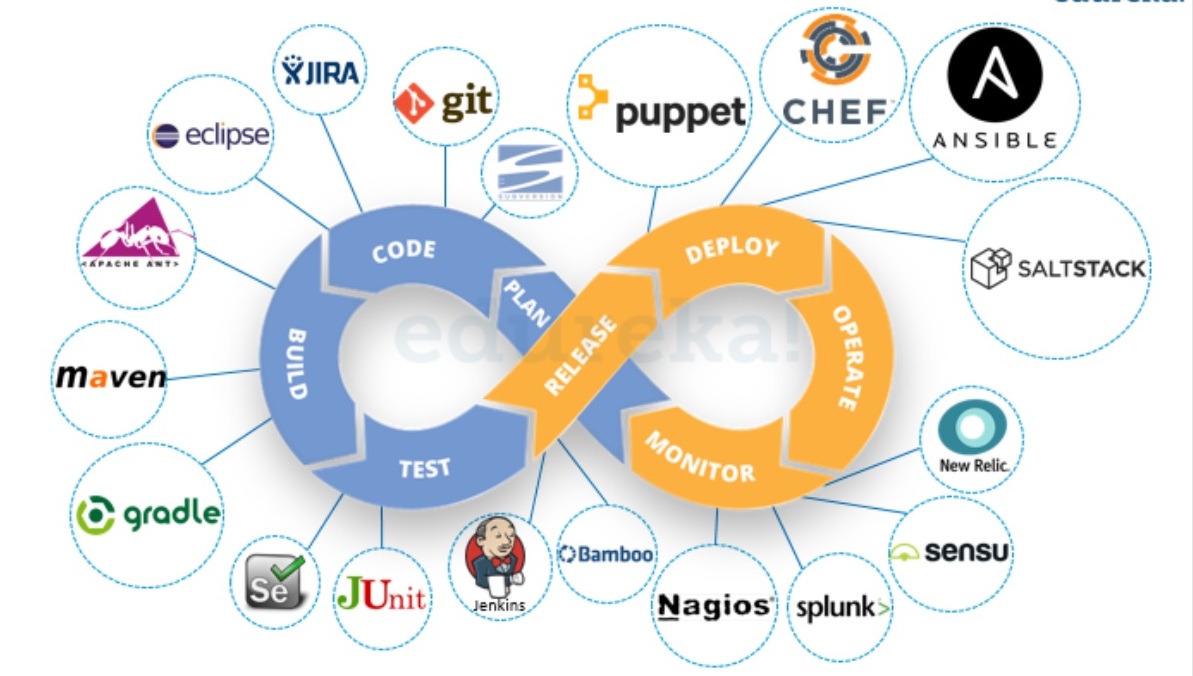 edureka!
JIRA
git
puppet
CHEF
ANSIBLE
eclipse
SUBVERSION
APACHE ANT
SALTSTACK
CODE
PLAN
DEPLOY
BUILD
edureka!
RELEASE
OPERATE
maven
TEST
MONITOR
New Relic.
gradle
Se
JUnit
Jenkins
Bamboo
Nagios®
splunk>
sensu